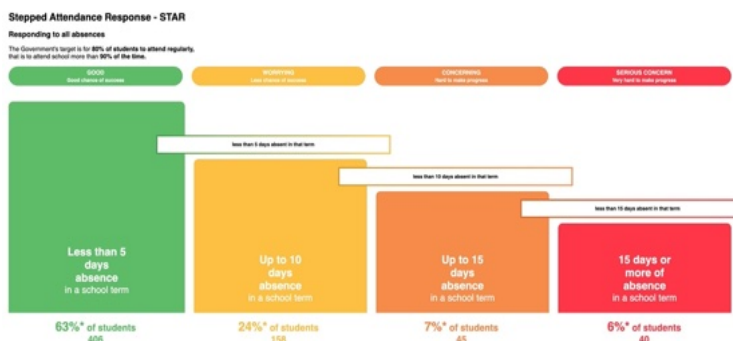 Stepped Attendance Response - STAR
Responding to all absences
The Government's target is for 80% of students to attend regularly,
that is to attend school more than 90% of the time.
GOOD
Good chance of success
WORRYING
Less chance of success
CONCERNING
Hard to make progress
SERIOUS CONCERN
Very hard to make progress
less than 5 days absent in that term
less than 10 days absent in that term
less than 15 days absent in that term
Less than 5
days
absence
in a school term
Up to 10
days
absence
in a school term
Up to 15
days
absence
in a school term
15 days or
more of
absence
in a school term
63%* of students
405
24%* of students
158
7%* of students
45
6%* of students
40